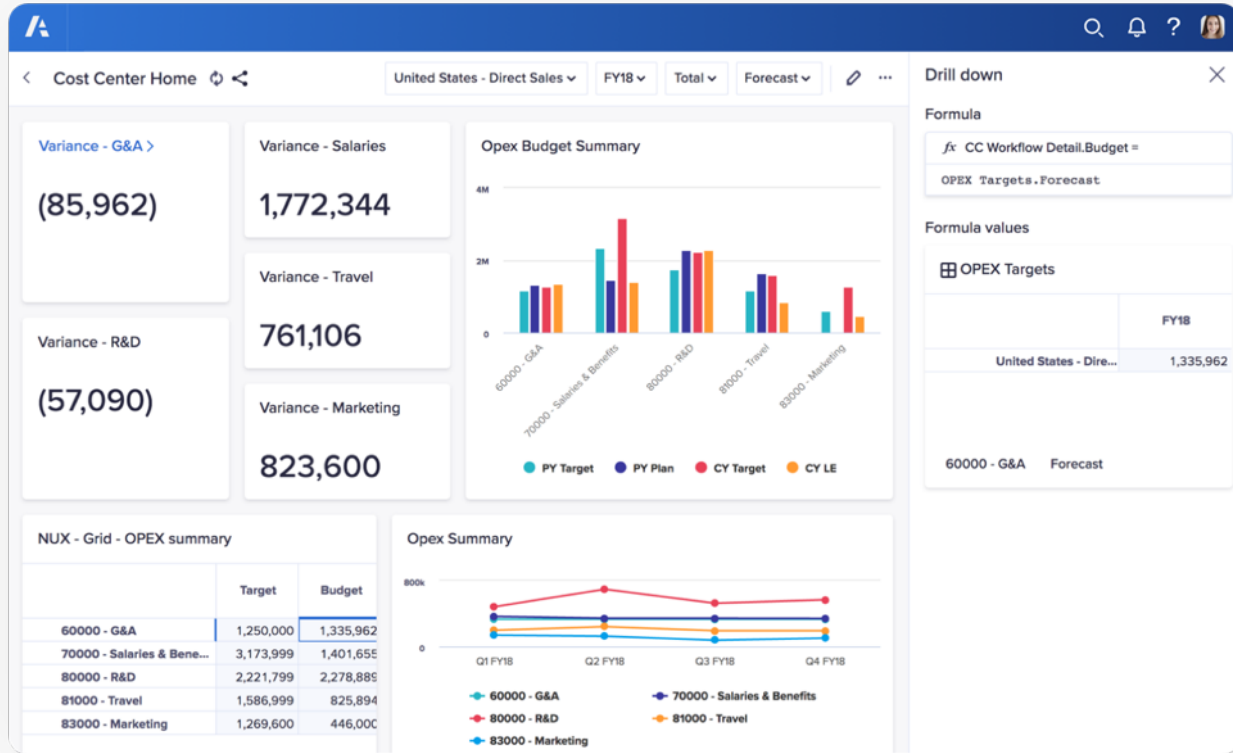 Cost Center Home
United States - Direct Sales
FY18
Total
Forecast
...
Variance - G&A >
(85,962)
Variance - R&D
(57,090)
Variance - Salaries
1,772,344
Variance - Travel
761,106
Variance - Marketing
823,600
Opex Budget Summary
4M
2M
0
60000 - G&A
70000 - Salaries & Benefits
80000 - R&D
81000 - Travel
83000 - Marketing
PY Target PY Plan CY Target CY LE
NUX - Grid - OPEX summary
Target Budget
60000 - G&A 1,250,000 1,335,962
70000 - Salaries & Bene... 3,173,999 1,401,655
80000 - R&D 2,221,799 2,278,889
81000 - Travel 1,586,999 825,894
83000 - Marketing 1,269,600 446,000
Opex Summary
800k
0
Q1 FY18 Q2 FY18 Q3 FY18 Q4 FY18
60000 - G&A 70000 - Salaries & Benefits
80000 - R&D 81000 - Travel
83000 - Marketing
Drill down
Formula
fx CC Workflow Detail.Budget =
OPEX Targets.Forecast
Formula values
OPEX Targets
FY18
United States - Dire... 1,335,962
60000 - G&A Forecast